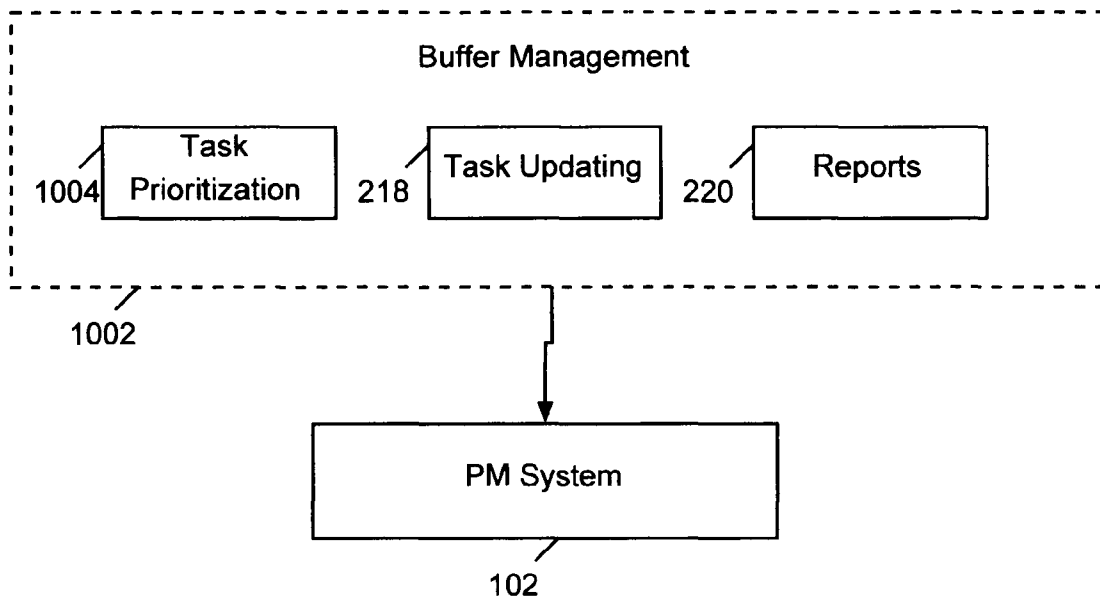 Buffer Management
Task
Prioritization
1004
Task Updating
218
Reports
220
1002
PM System
102